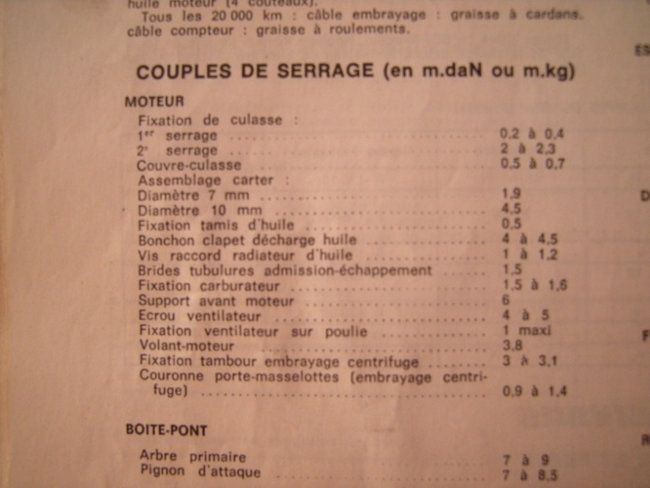 huile moteur (4 couteaux).
Tous les 20 000 km : câble embrayage : graisse à cardans.
câble compteur : graisse à roulements.
COUPLES DE SERRAGE (en m.daN ou m.kg)
MOTEUR
Fixation de culasse :
1er serrage ........ 0,2 à 0,4
2e serrage ........ 2 à 2,3
Couvre-culasse ........ 0,5 à 0,7
Assemblage carter :
Diamètre 7 mm ........ 1,9
Diamètre 10 mm ........ 4,5
Fixation tamis d'huile ........ 0,5
Bonchon clapet décharge huile ........ 4 à 4,5
Vis raccord radiateur d'huile ........ 1 à 1,2
Brides tubulures admission-échappement ........ 1,5
Fixation carburateur ........ 1,5 à 1,6
Support avant moteur ........ 6
Ecrou ventilateur ........ 4 à 5
Fixation ventilateur sur poulie ........ 1 maxi
Volant-moteur ........ 3,8
Fixation tambour embrayage centrifuge ........ 3 à 3,1
Couronne porte-masselottes (embrayage centri-
fuge) ........ 0,9 à 1,4
BOITE-PONT
Arbre primaire ........ 7 à 9
Pignon d'attaque ........ 7 à 8,5